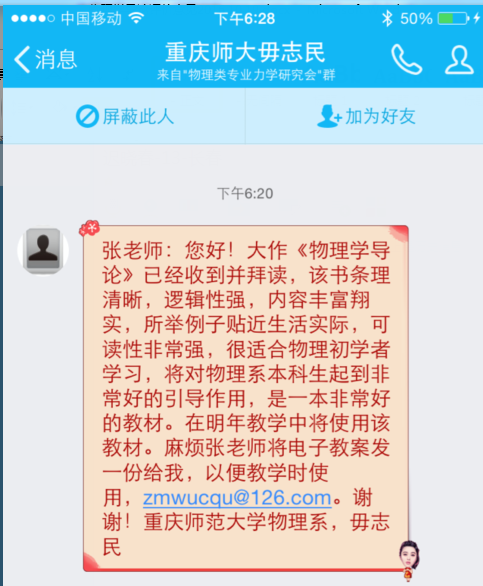 中国移动 下午6:28 50%
消息 重庆师大毋志民
来自"物理类专业力学研究会"群
屏蔽此人 加为好友
下午6:20
张老师：您好！大作《物理学导
论》已经收到并拜读，该书条理
清晰，逻辑性强，内容丰富翔
实，所举例子贴近生活实际，可
读性非常强，很适合物理初学者
学习，将对物理系本科生起到非
常好的引导作用，是一本非常好
的教材。在明年教学中将使用该
教材。麻烦张老师将电子教案发
一份给我，以便教学时使
用，zmwucqu@126.com。谢
谢！重庆师范大学物理系，毋志
民